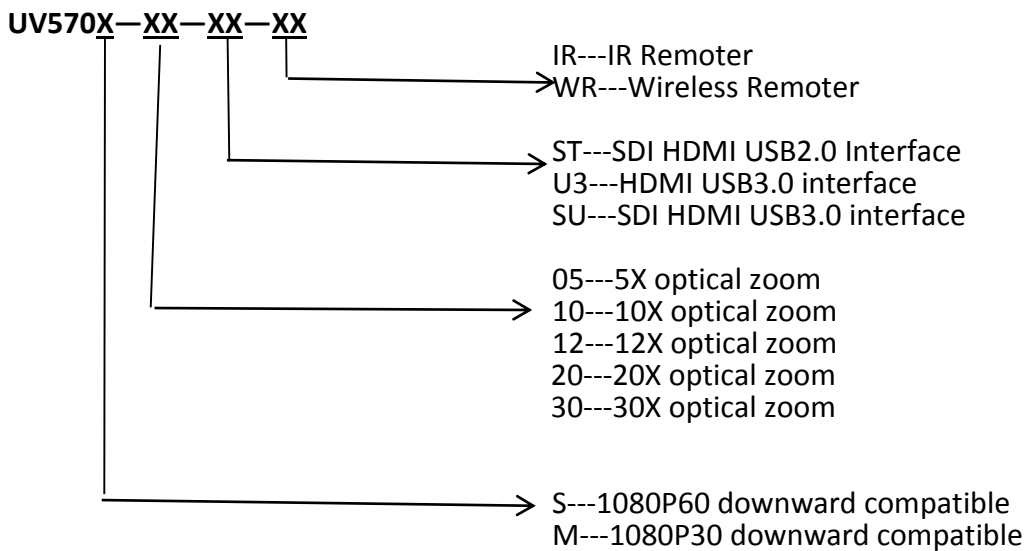 UV570X—XX—XX—XX
IR---IR Remoter
WR---Wireless Remoter
ST---SDI HDMI USB2.0 Interface
U3---HDMI USB3.0 interface
SU---SDI HDMI USB3.0 interface
05---5X optical zoom
10---10X optical zoom
12---12X optical zoom
20---20X optical zoom
30---30X optical zoom
S---1080P60 downward compatible
M---1080P30 downward compatible